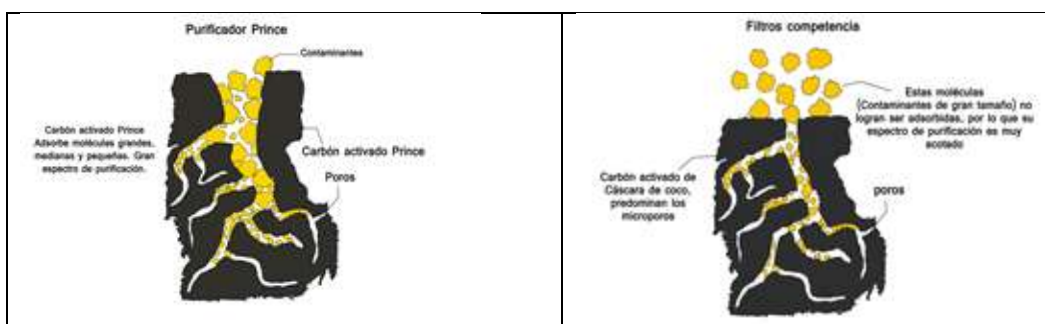 Purificador Prince
Contaminantes
Carbón activado Prince
Adsorbe moléculas grandes,
medianas y pequeñas. Gran
espectro de purificación.
Carbón activado Prince
Poros
Filtros competencia
Estas moléculas
(Contaminantes de gran tamaño) no
logran ser adsorbidas, por lo que su
espectro de purificación es muy
acotado
Carbón activado de
Cáscara de coco,
predominan los
microporos
poros